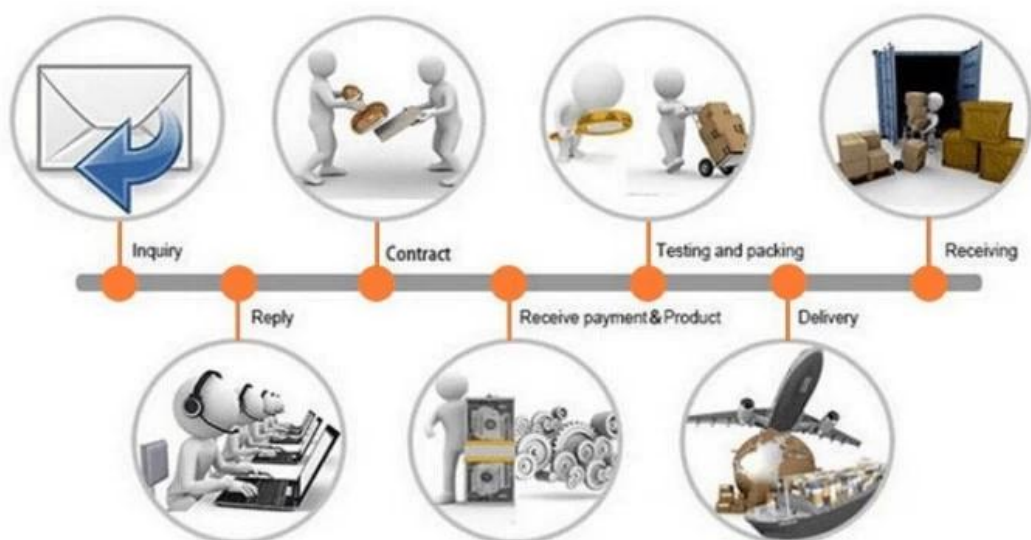 Inquiry
Contract
Testing and packing
Receiving
Reply
Receive payment&Product
Delivery